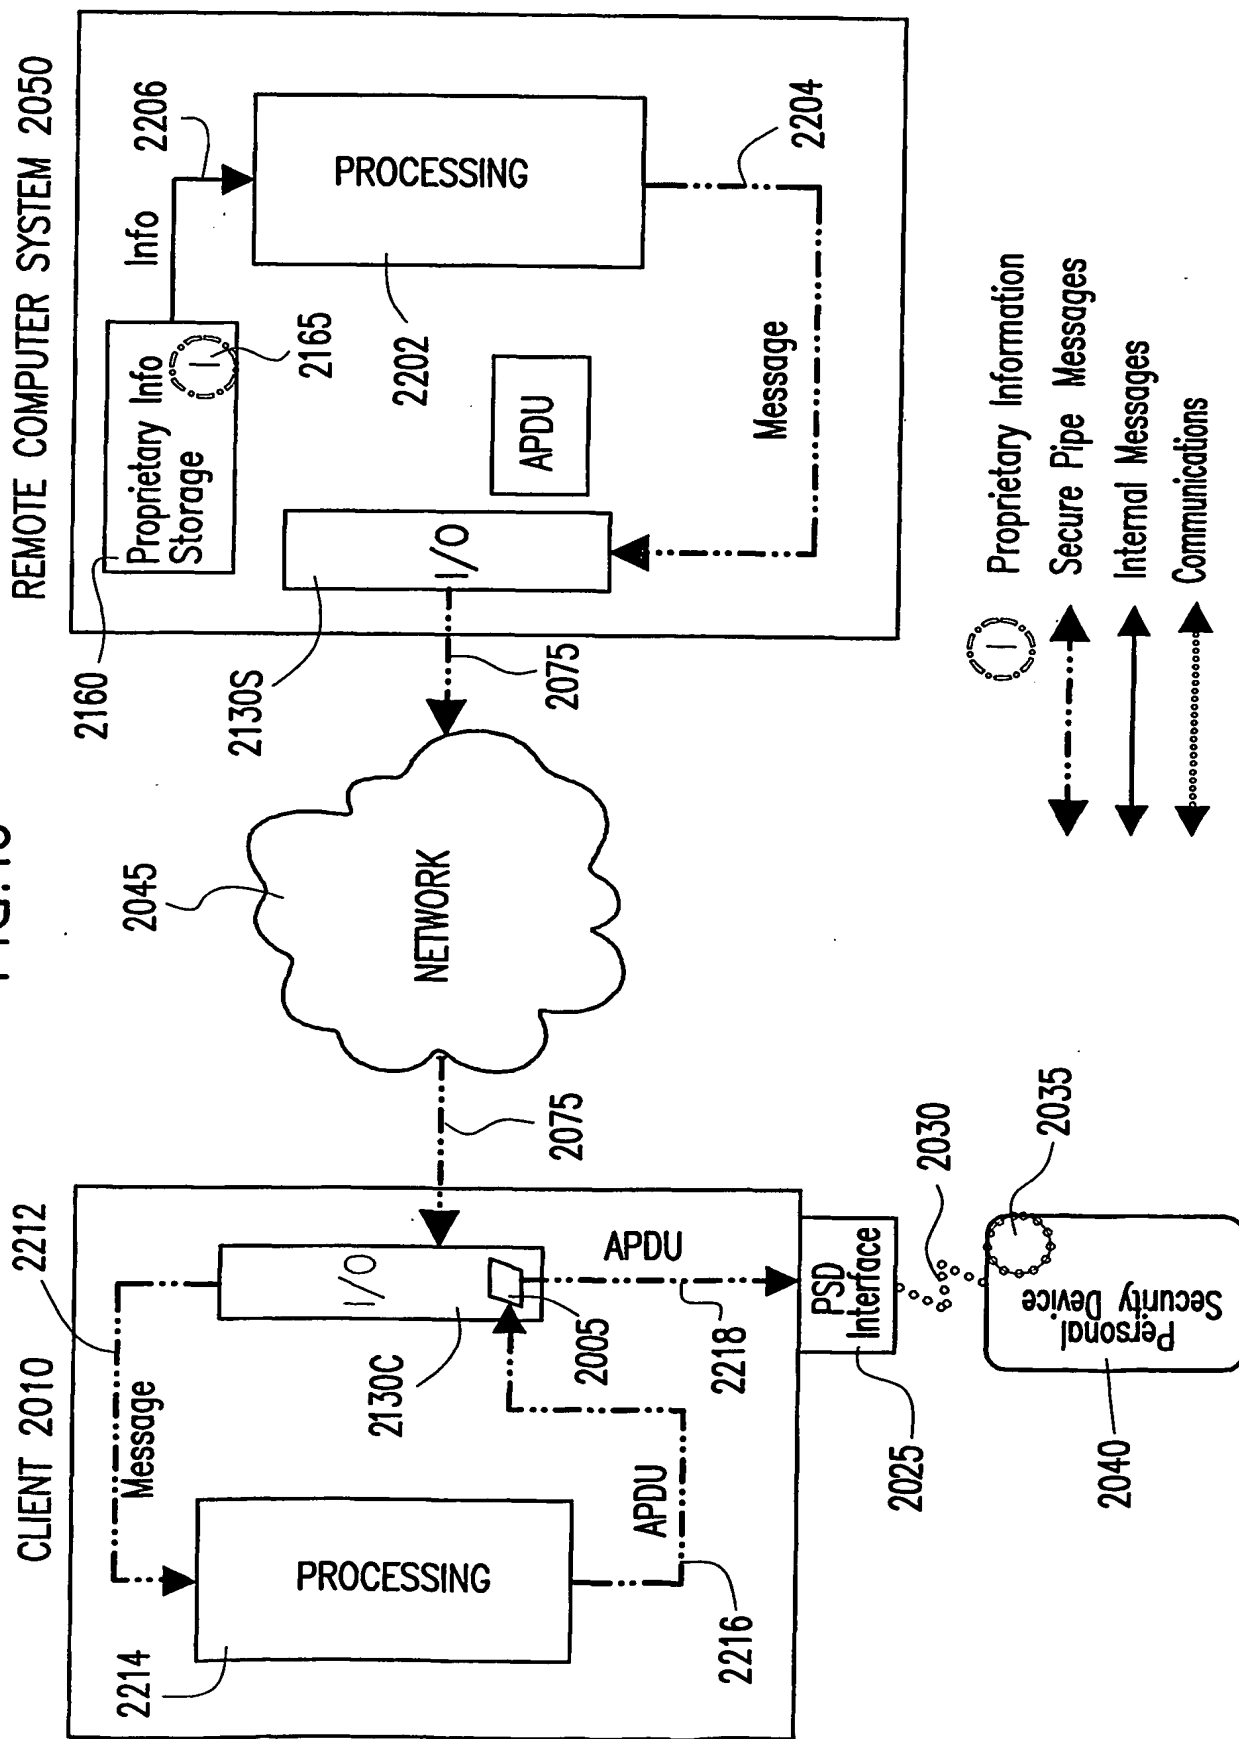 CLIENT 2010
2212
Message
2214
PROCESSING
I/O
2130C
2005
APDU
2216
APDU
2218
PSD
Interface
2025
2030
2035
Personal
Security Device
2040
2045
NETWORK
2075
2075
REMOTE COMPUTER SYSTEM 2050
2160
Proprietary Info
Storage
I
2165
Info
2206
PROCESSING
2202
2204
2130S
I/O
APDU
Message
I
Proprietary Information
Secure Pipe Messages
Internal Messages
Communications